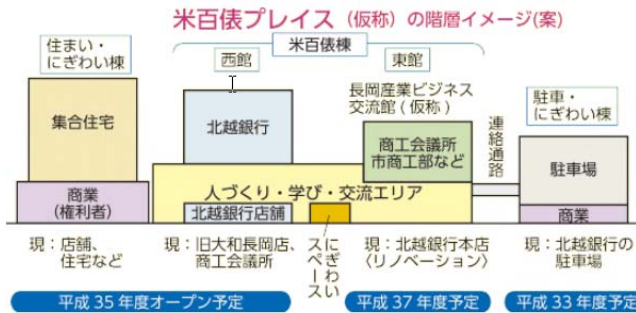 米百俵プレイス（仮称）の階層イメージ(案)
住まい・
にぎわい棟
米百俵棟
西館
東館
集合住宅
商業
（権利者）
北越銀行
長岡産業ビジネス
交流館(仮称)
商工会議所
市商工部など
連絡通路
駐車・
にぎわい棟
駐車場
商業
人づくり・学び・交流エリア
北越銀行店舗
にぎわい
スペース
現：店舗、
住宅など
現：旧大和長岡店、
商工会議所
現：北越銀行本店
〈リノベーション〉
現：北越銀行の
駐車場
平成35年度オープン予定
平成37年度予定
平成33年度予定